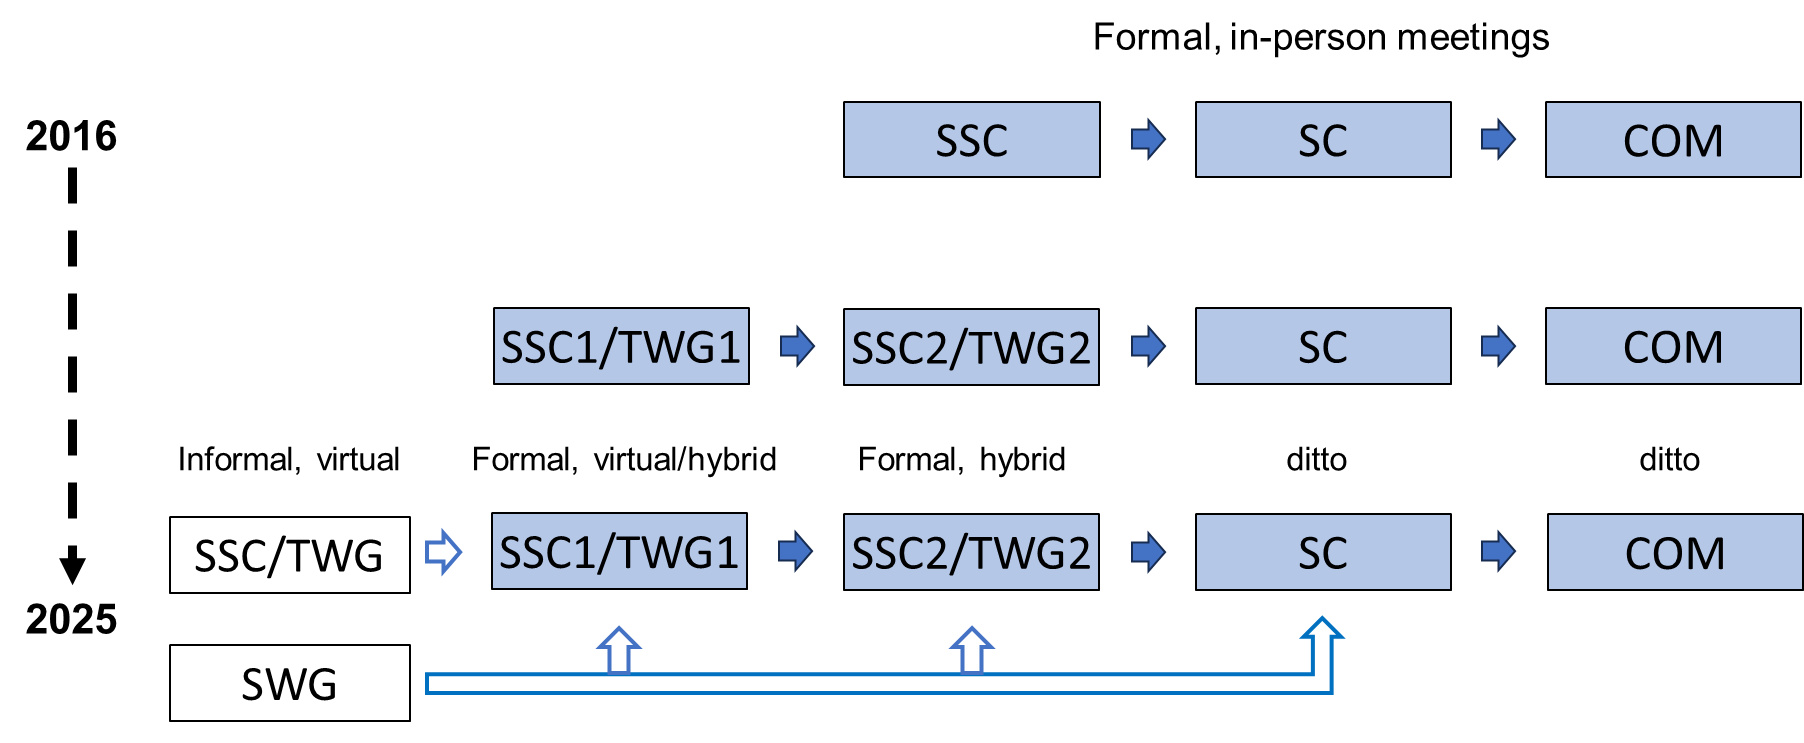 Formal, in-person meetings
2016
SSC
SC
COM
SSC1/TWG1
SSC2/TWG2
SC
COM
Informal, virtual
Formal, virtual/hybrid
Formal, hybrid
ditto
ditto
SSC/TWG
SSC1/TWG1
SSC2/TWG2
SC
COM
2025
SWG